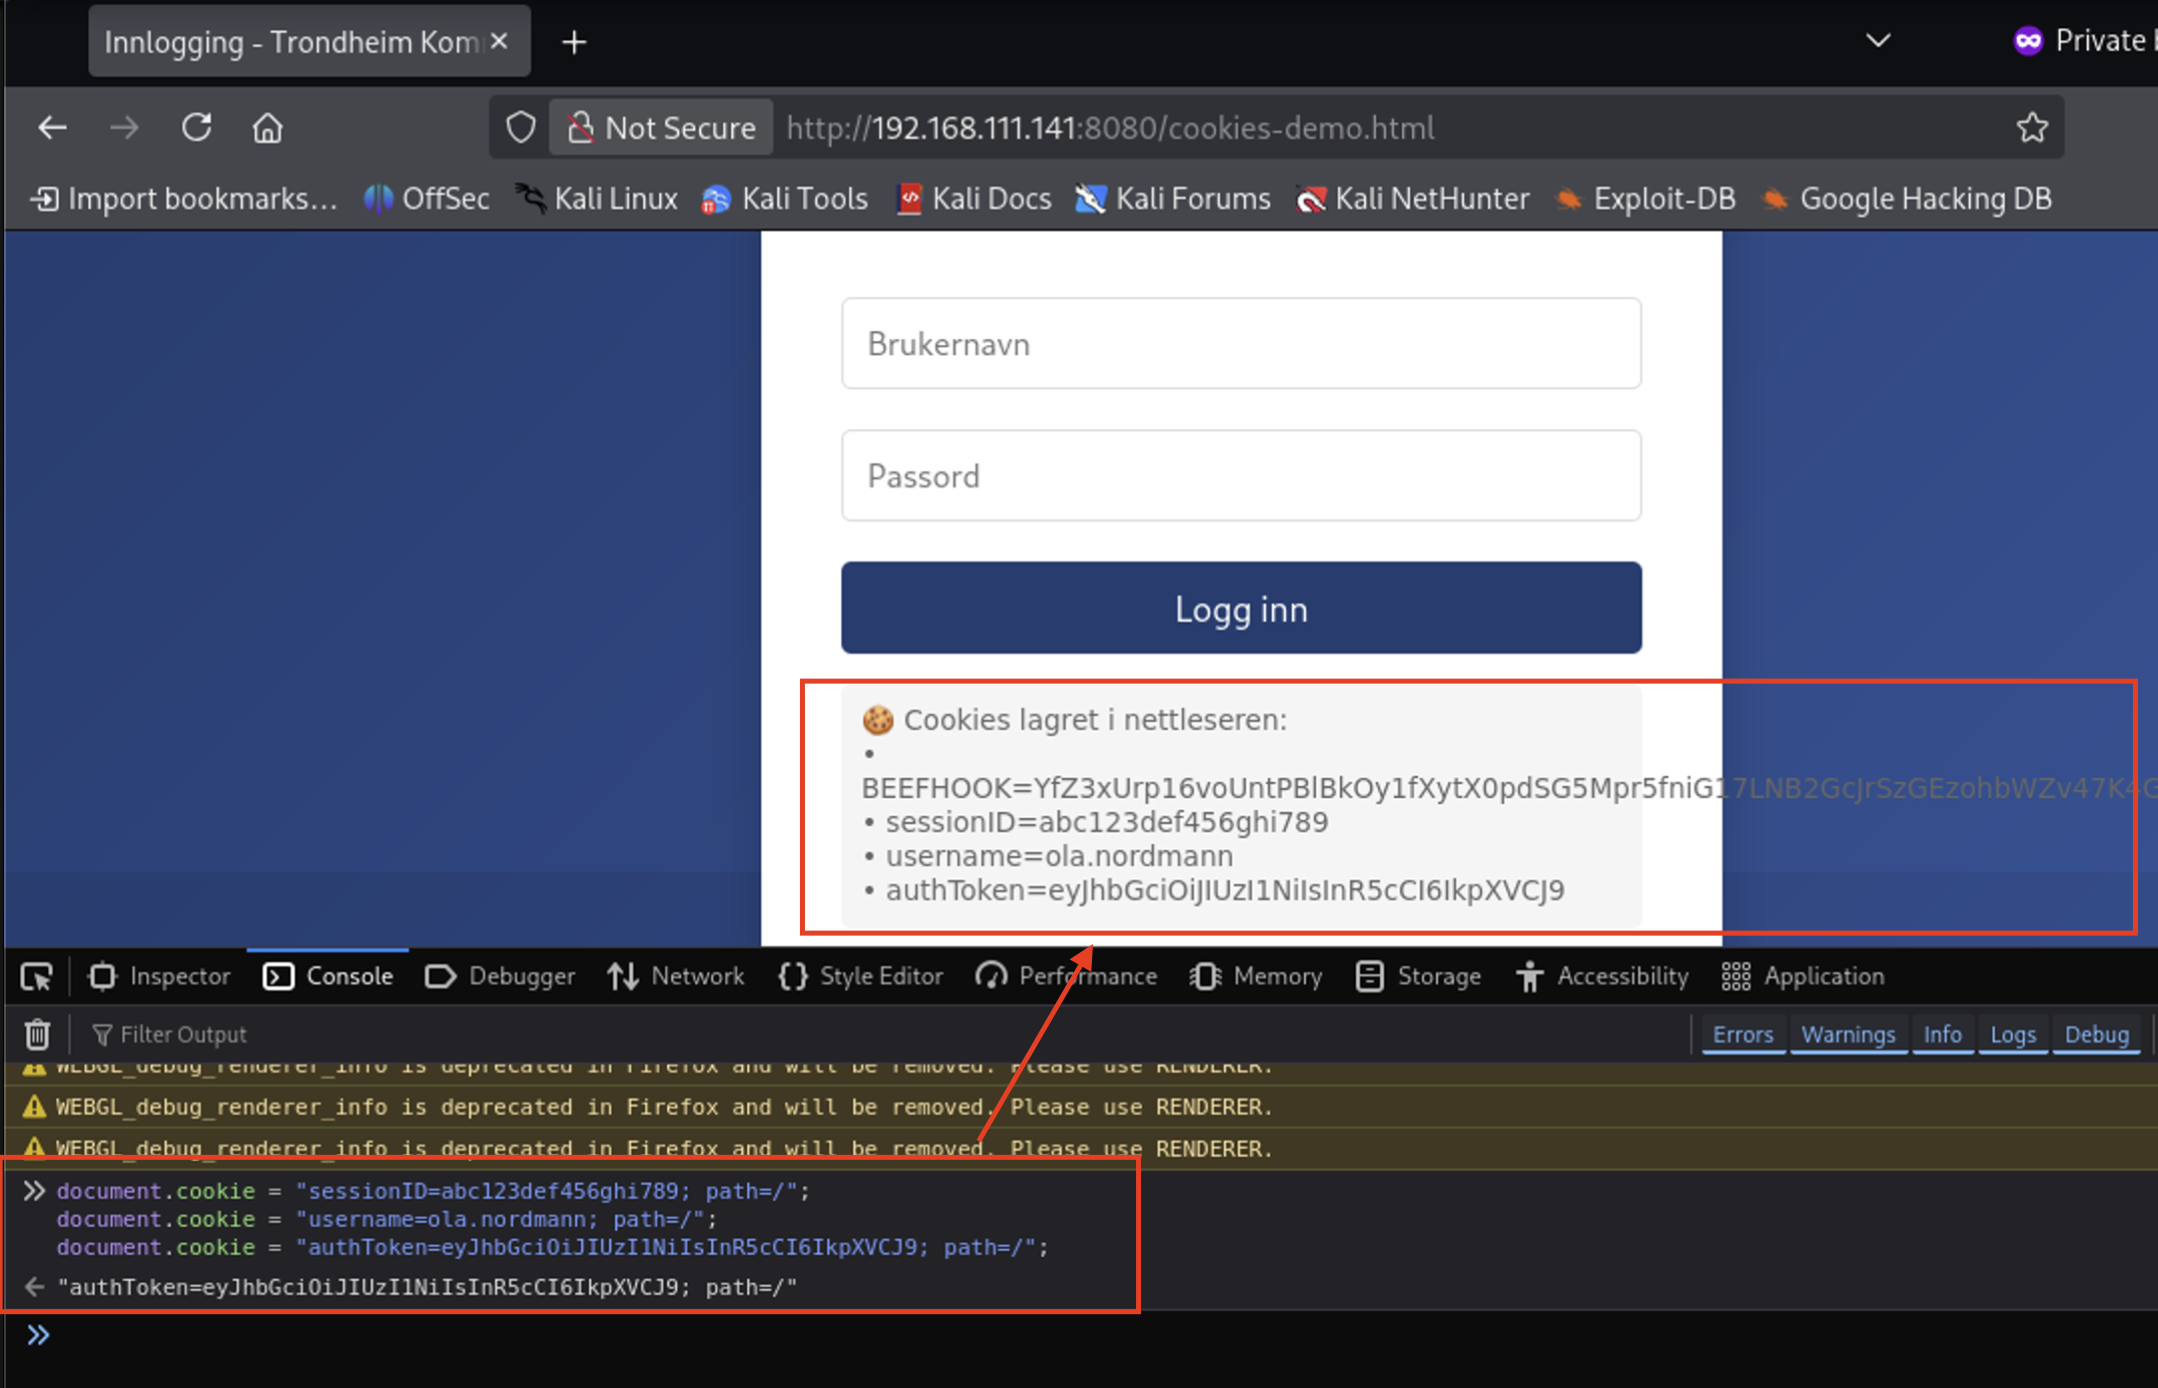 Innlogging - Trondheim Kom
Private
Not Secure
http://192.168.111.141:8080/cookies-demo.html
Import bookmarks...
OffSec
Kali Linux
Kali Tools
Kali Docs
Kali Forums
Kali NetHunter
Exploit-DB
Google Hacking DB
Brukernavn
Passord
Logg inn
🍪 Cookies lagret i nettleseren:
•
BEEFHOOK=YfZ3xUrp16voUntPBlBkOy1fXytX0pdSG5Mpr5fniG17LNB2GcJrSzGEzohbWZv47K4G
• sessionID=abc123def456ghi789
• username=ola.nordmann
• authToken=eyJhbGciOiJIUzI1NiIsInR5cCI6IkpXVCJ9
Inspector
Console
Debugger
Network
Style Editor
Performance
Memory
Storage
Accessibility
Application
Filter Output
Errors
Warnings
Info
Logs
Debug
WEBGL_debug_renderer_info is deprecated in Firefox and will be removed. Please use RENDERER.
WEBGL_debug_renderer_info is deprecated in Firefox and will be removed. Please use RENDERER.
WEBGL_debug_renderer_info is deprecated in Firefox and will be removed. Please use RENDERER.
document.cookie = "sessionID=abc123def456ghi789; path=/";
document.cookie = "username=ola.nordmann; path=/";
document.cookie = "authToken=eyJhbGciOiJIUzI1NiIsInR5cCI6IkpXVCJ9; path=/";
"authToken=eyJhbGciOiJIUzI1NiIsInR5cCI6IkpXVCJ9; path=/"